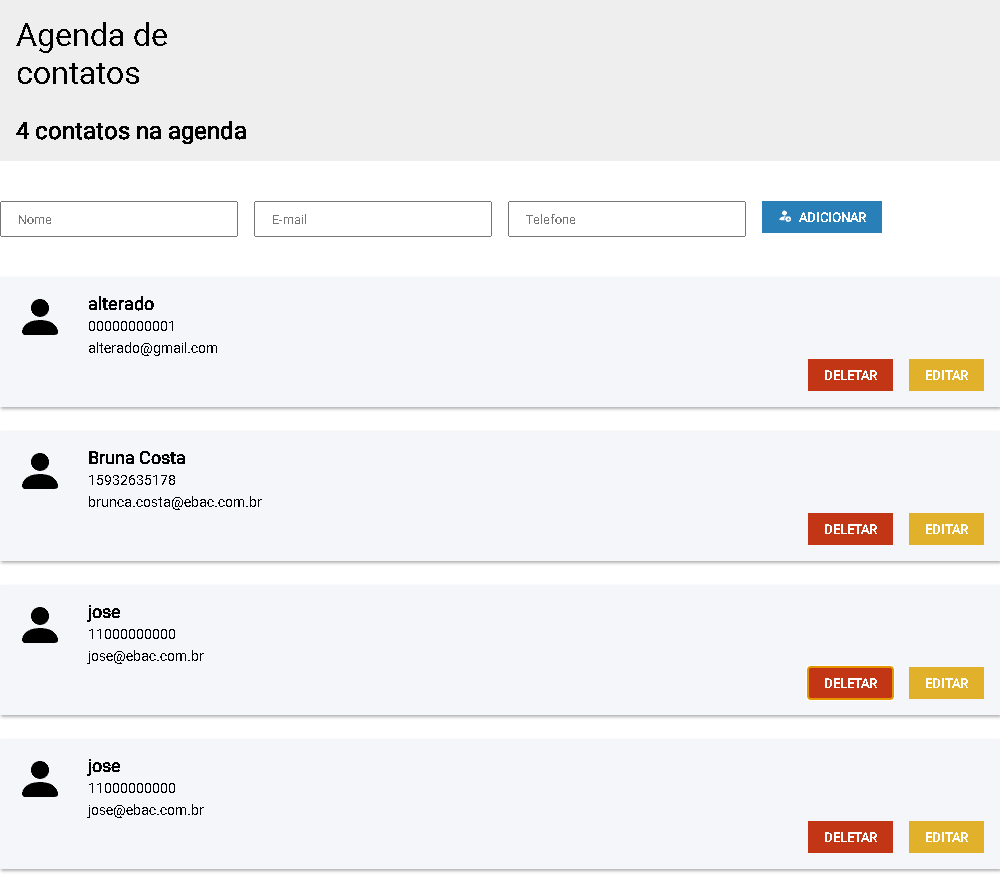 Agenda de
contatos
4 contatos na agenda
Nome
E-mail
Telefone
ADICIONAR
alterado
00000000001
alterado@gmail.com
DELETAR
EDITAR
Bruna Costa
15932635178
brunca.costa@ebac.com.br
DELETAR
EDITAR
jose
11000000000
jose@ebac.com.br
DELETAR
EDITAR
jose
11000000000
jose@ebac.com.br
DELETAR
EDITAR